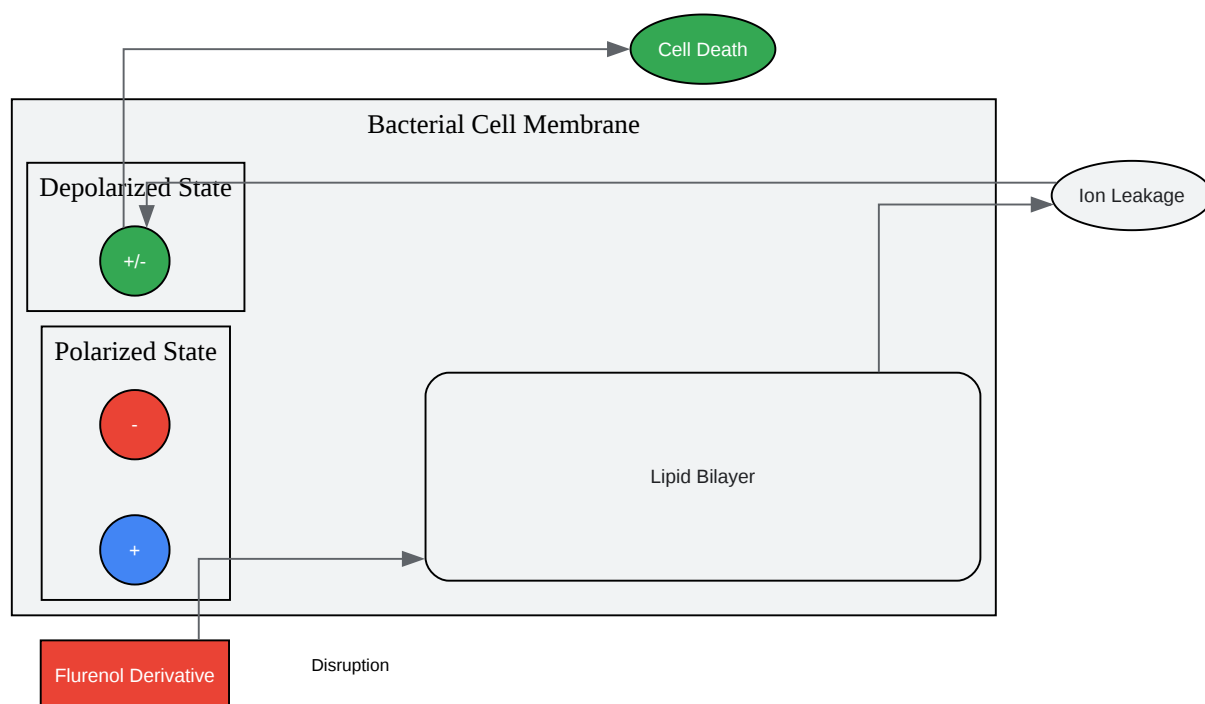 Cell Death
Bacterial Cell Membrane
Depolarized State
Ion Leakage
+/-
Polarized State
-
Lipid Bilayer
+
Disruption
Flurenol Derivative